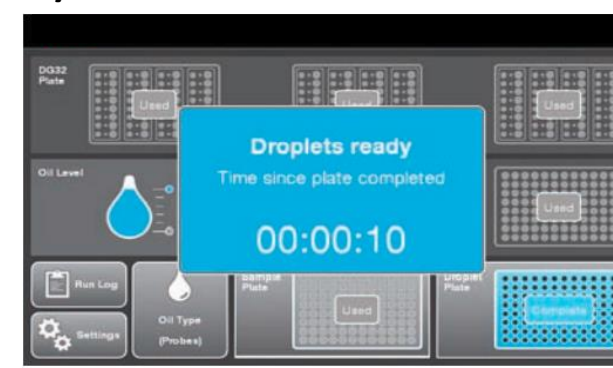 DG32
Plate
Used
Used
Used
Droplets ready
Time since plate completed
00:00:10
Oil Level
Used
Run Log
Settings
Oil Type
(Probes)
Sample
Plate
Used
Droplet
Plate
Complete